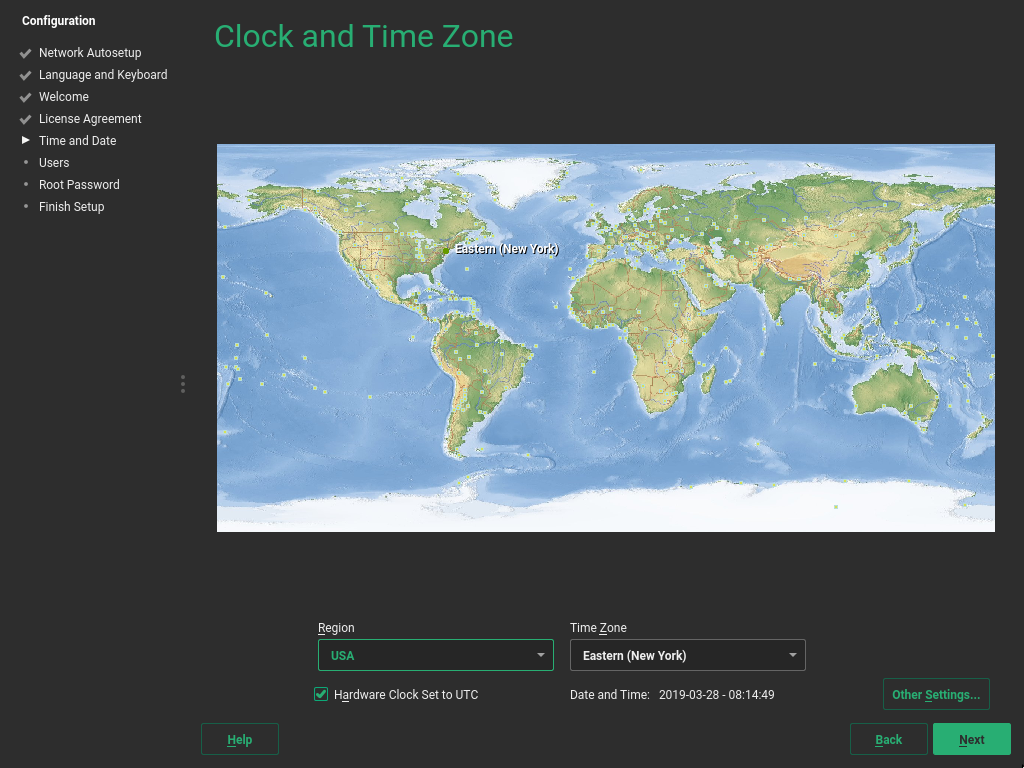 Configuration
Network Autosetup
Language and Keyboard
Welcome
License Agreement
Time and Date
Users
Root Password
Finish Setup
Clock and Time Zone
Eastern (New York)
Region
Time Zone
USA
Eastern (New York)
Hardware Clock Set to UTC
Date and Time: 2019-03-28 - 08:14:49
Other Settings...
Help
Back
Next